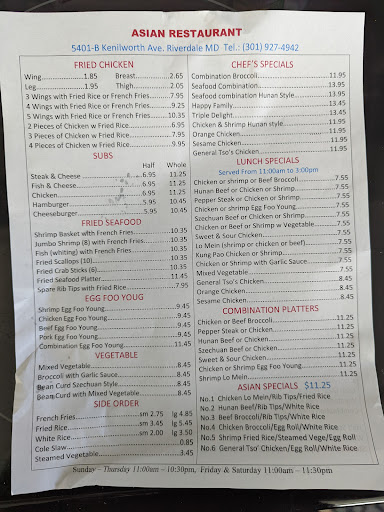 ASIAN RESTAURANT
5401-B Kenilworth Ave. Riverdale MD Tel.: (301) 927-4942
FRIED CHICKEN
Wing 1.85 Breast 2.65
Leg 1.95 Thigh 2.05
3 Wings with Fried Rice or French Fries 7.95
4 Wings with Fried Rice or French Fries 9.25
5 Wings with Fried Rice or French Fries 10.35
2 Pieces of Chicken w Fried Rice 6.95
3 Pieces of Chicken w Fried Rice 7.95
4 Pieces of Chicken w Fried Rice 9.95
SUBS
Half Whole
Steak & Cheese 6.95 11.25
Fish & Cheese 6.95 11.25
Chicken 6.95 11.25
Hamburger 5.95 10.45
Cheeseburger 5.95 10.45
FRIED SEAFOOD
Shrimp Basket with French Fries 10.35
Jumbo Shrimp (8) with French Fries 10.35
Fish (whiting) with French Fries 10.35
Fried Scallops (10) 10.35
Fried Crab Sticks (6) 10.35
Fried Seafood Platter 11.45
Spare Rib Tips with Fried Rice 7.95
EGG FOO YOUG
Shrimp Egg Foo Young 9.45
Chicken Egg Foo Young 9.45
Beef Egg Foo Young 9.45
Pork Egg Foo Young 9.45
Combination Egg Foo Young 11.45
VEGETABLE
Mixed Vegetable 8.45
Broccoli with Garlic Sauce 8.45
Bean Curd Szechuan Style 8.45
Bean Curd with Mixed Vegetable 8.45
SIDE ORDER
French Fries sm 2.75 lg 4.85
Fried Rice sm 3.45 lg 5.45
White Rice sm 2.00 lg 3.50
Cole Slaw 0.85
Steamed Vegetable 3.45
CHEF'S SPECIALS
Combination Broccoli 11.95
Seafood Combination 13.45
Seafood combination Hunan Style 13.95
Happy Family 13.45
Triple Delight 13.45
Chicken & Shrimp Hunan style 11.95
Orange Chicken 11.95
Sesame Chicken 11.95
General Tso's Chicken 11.95
LUNCH SPECIALS
Served From 11:00am to 3:00pm
Chicken or shrimp or Beef Broccoli 7.55
Hunan Beef or Chicken or Shrimp 7.55
Pepper Steak or Chicken or Shrimp 7.55
Chicken or shrimp Egg Foo Young 7.55
Szechuan Beef or Chicken or Shrimp 7.55
Chicken or Beef or Shrimp w Vegetable 7.55
Sweet & Sour Chicken 7.55
Lo Mein (shrimp or chicken or beef) 7.55
Kung Pao Chicken or Shrimp 7.55
Chicken or Shrimp with Garlic Sauce 7.55
Mixed Vegetable 7.55
General Tso's Chicken 8.45
Orange Chicken 8.45
Sesame Chicken 8.45
COMBINATION PLATTERS
Chicken or Beef Broccoli 11.25
Pepper Steak or Chicken 11.25
Hunan Beef or Chicken 11.25
Szechuan Beef or Chicken 11.25
Sweet & Sour Chicken 11.25
Chicken or Shrimp Egg Foo Young 11.25
Shrimp Lo Mein 11.25
ASIAN SPECIALS $11.25
No.1 Chicken Lo Mein/Rib Tips/Fried Rice
No.2 Hunan Beef/Rib Tips/White Rice
No.3 Beef Broccoli/Rib Tips/White Rice
No.4 Chicken Broccoli/Egg Roll/White Rice
No.5 Shrimp Fried Rice/Steamed Vege/Egg Roll
No.6 General Tso' Chicken/Egg Roll/White Rice
Sunday – Thursday 11:00am – 10:30pm, Friday & Saturday 11:00am – 11:30pm